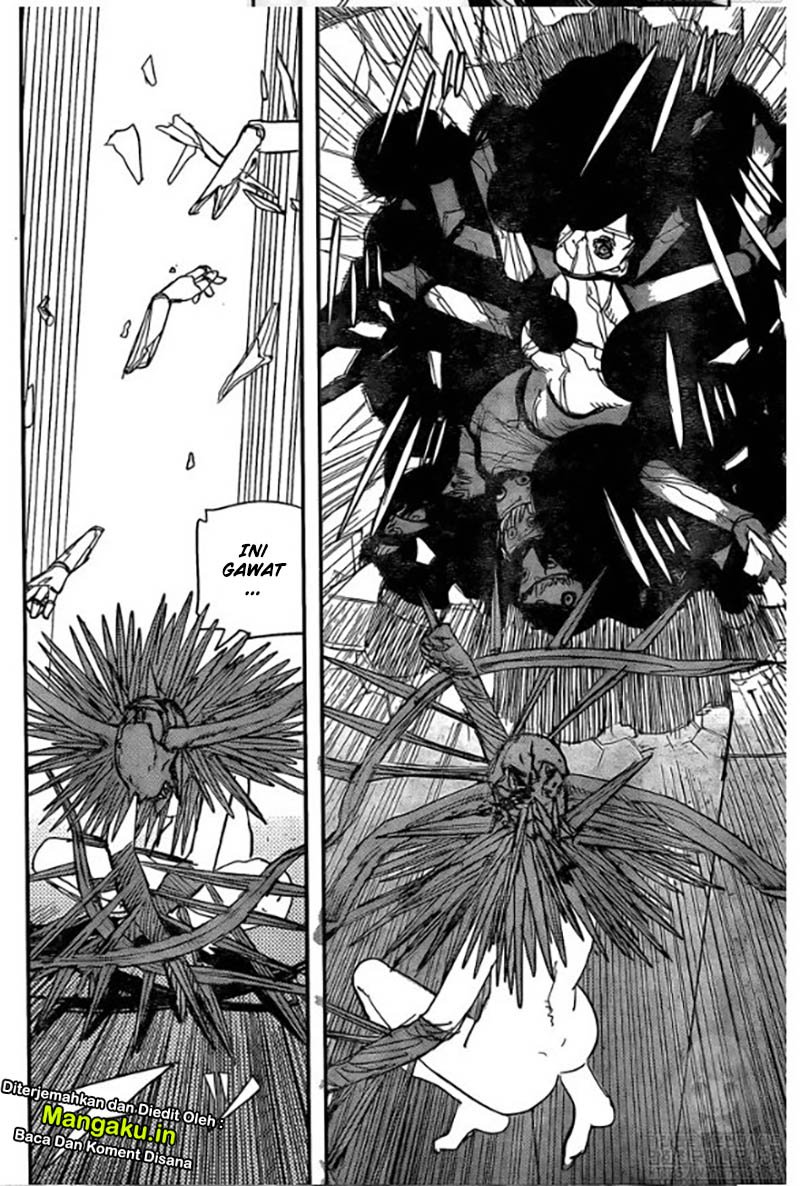 INI
GAWAT
...
Diterjemahkan dan Diedit Oleh :
Mangaku.in
Baca Dan Koment Disana